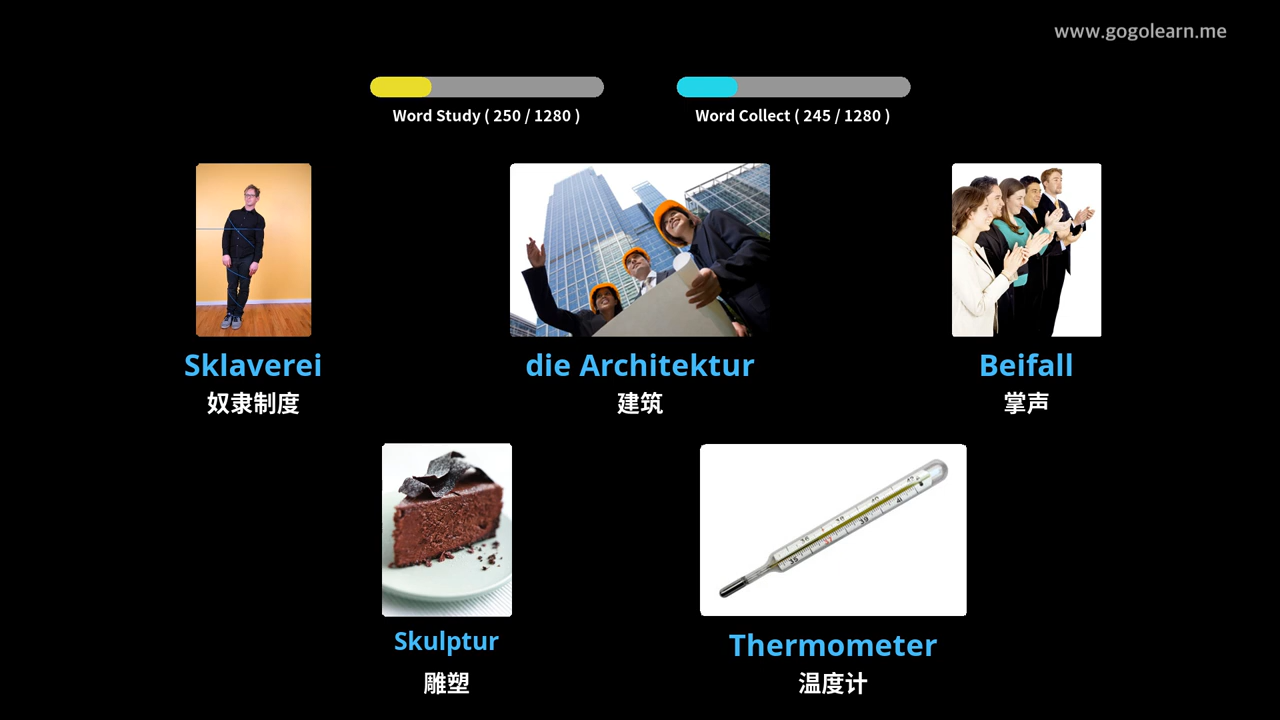 www.gogolearn.me
Word Study ( 250 / 1280 )
Word Collect ( 245 / 1280 )
Sklaverei
奴隶制度
die Architektur
建筑
Beifall
掌声
Skulptur
雕塑
Thermometer
温度计